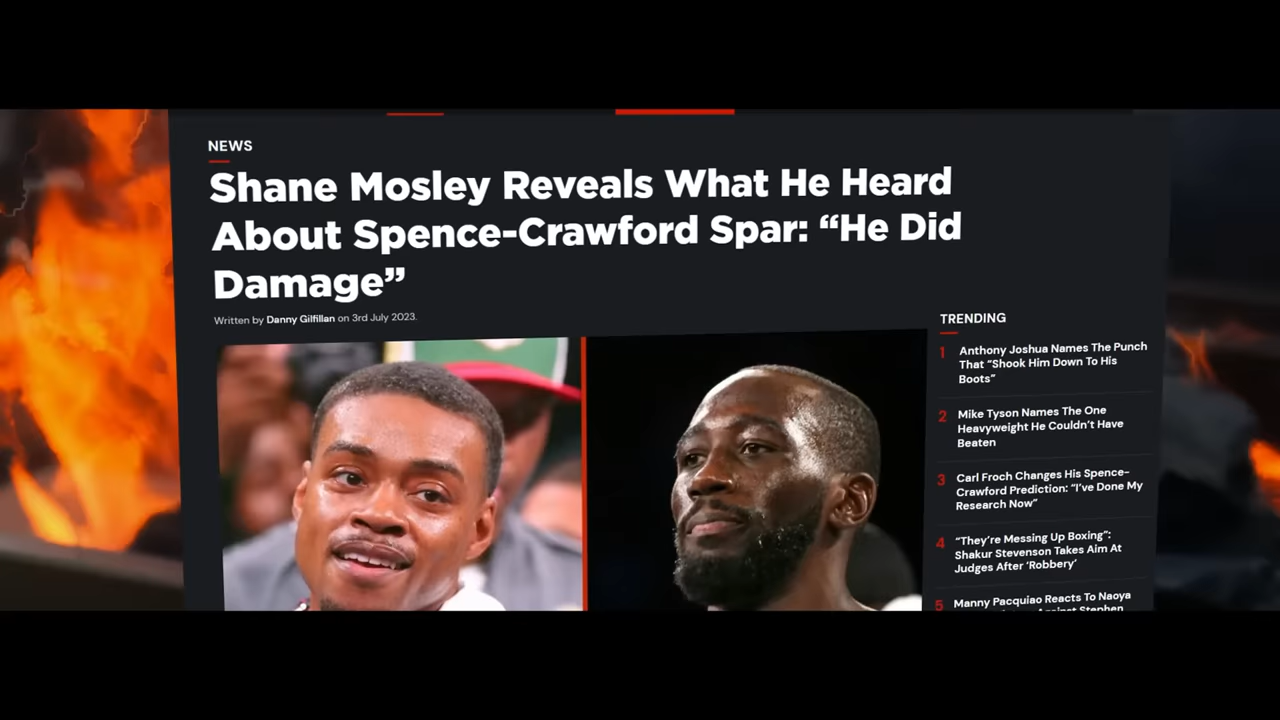 NEWS
Shane Mosley Reveals What He Heard
About Spence-Crawford Spar: “He Did
Damage”
Written by Danny Gilfillan on 3rd July 2023.
TRENDING
1 Anthony Joshua Names The Punch
That “Shook Him Down To His
Boots”
2 Mike Tyson Names The One
Heavyweight He Couldn’t Have
Beaten
3 Carl Froch Changes His Spence-
Crawford Prediction: “I’ve Done My
Research Now”
4 “They’re Messing Up Boxing”:
Shakur Stevenson Takes Aim At
Judges After ‘Robbery’
5 Manny Pacquiao Reacts To Naoya
Against Stephen